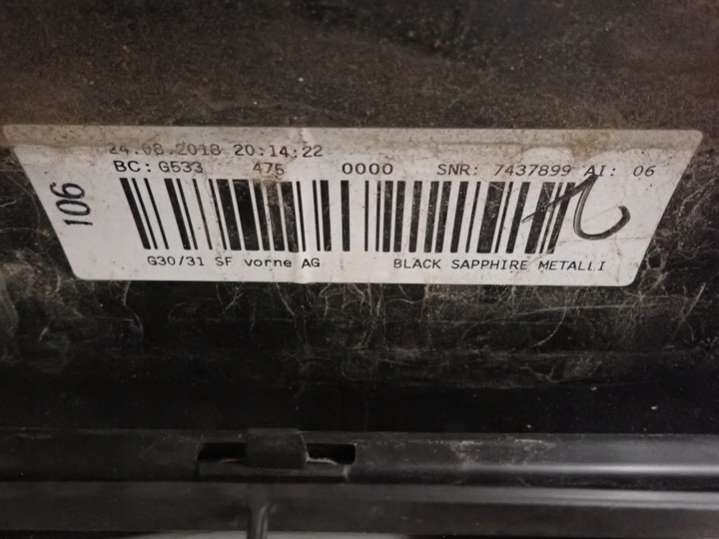 24.08.2018 20:14:22
BC: G533 475 0000 SNR: 7437899 AI: 06
106
G30/31 SF vorne AG BLACK SAPPHIRE METALLI
2